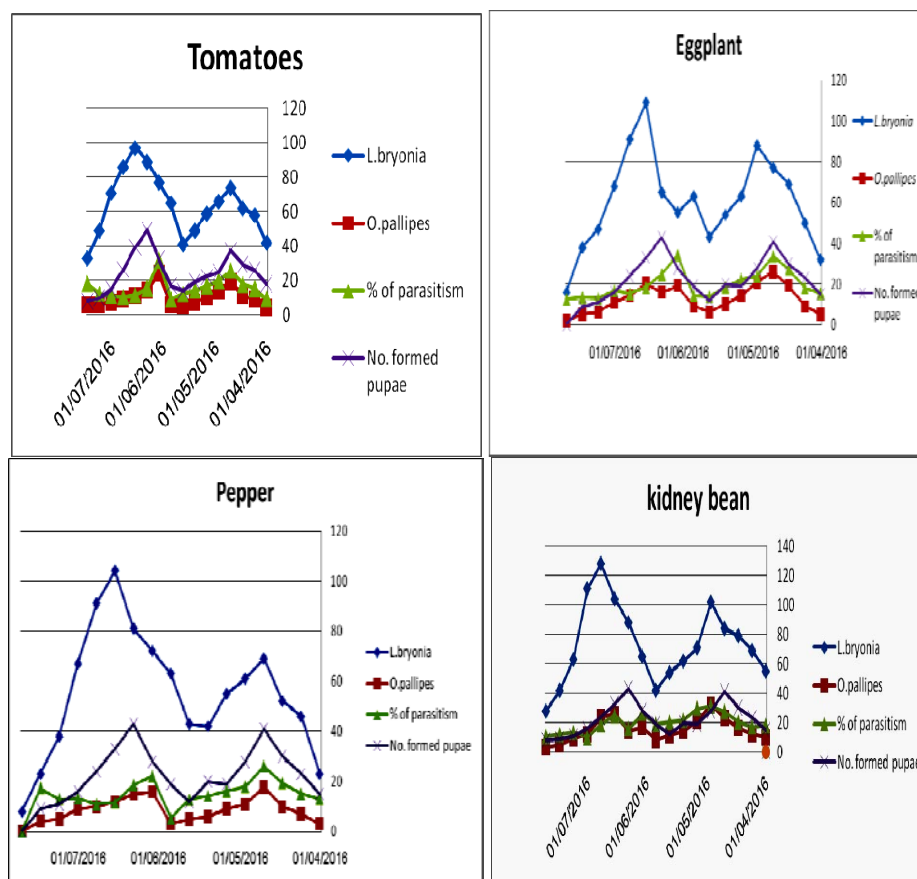 Tomatoes
120
100
80
60
40
20
0
01/07/2016
01/06/2016
01/05/2016
01/04/2016
L.bryonia
O.pallipes
% of parasitism
No. formed
pupae
Eggplant
120
100
80
60
40
20
0
01/07/2016
01/06/2016
01/05/2016
01/04/2016
L.bryonia
O.pallipes
% of
parasitism
No. formed
pupae
Pepper
120
100
80
60
40
20
0
01/07/2016
01/06/2016
01/05/2016
01/04/2016
L.bryonia
O.pallipes
% of parasitism
No. formed pupae
kidney bean
140
120
100
80
60
40
20
0
01/07/2016
01/06/2016
01/05/2016
01/04/2016
L.bryonia
O.pallipes
% of parasitism
No. formed pupae